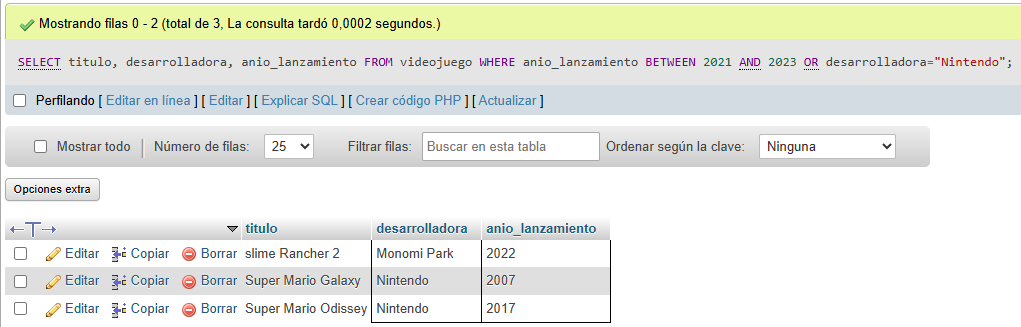 Mostrando filas 0 - 2 (total de 3, La consulta tardó 0,0002 segundos.)
SELECT titulo, desarrolladora, anio_lanzamiento FROM videojuego WHERE anio_lanzamiento BETWEEN 2021 AND 2023 OR desarrolladora="Nintendo";
Perfilando [ Editar en línea ] [ Editar ] [ Explicar SQL ] [ Crear código PHP ] [ Actualizar ]
Mostrar todo Número de filas: 25 Filtrar filas: Buscar en esta tabla Ordenar según la clave: Ninguna
Opciones extra
←T→ titulo desarrolladora anio_lanzamiento
Editar Copiar Borrar slime Rancher 2 Monomi Park 2022
Editar Copiar Borrar Super Mario Galaxy Nintendo 2007
Editar Copiar Borrar Super Mario Odissey Nintendo 2017